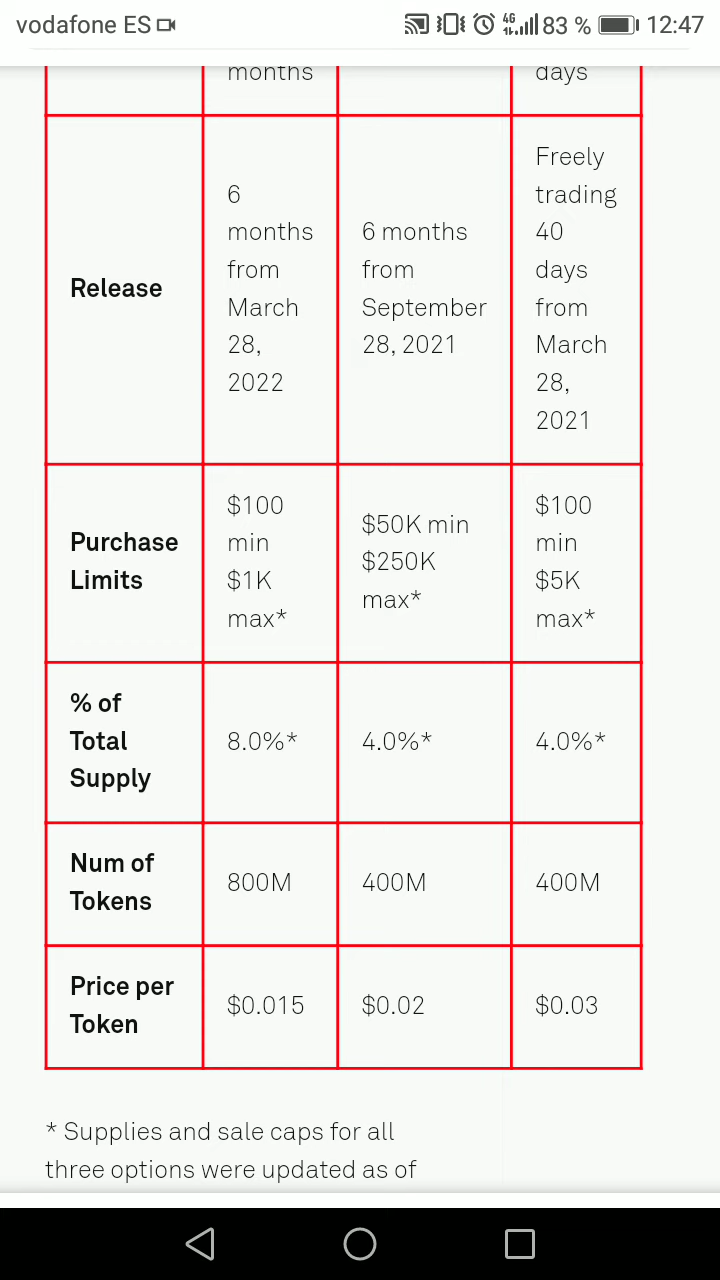 vodafone ES 4G 83 % 12:47
months days
Release
6
months
from
March
28,
2022
6 months
from
September
28, 2021
Freely
trading
40
days
from
March
28,
2021
Purchase
Limits
$100
min
$1K
max*
$50K min
$250K
max*
$100
min
$5K
max*
% of
Total
Supply
8.0%*
4.0%*
4.0%*
Num of
Tokens
800M
400M
400M
Price per
Token
$0.015
$0.02
$0.03
* Supplies and sale caps for all
three options were updated as of